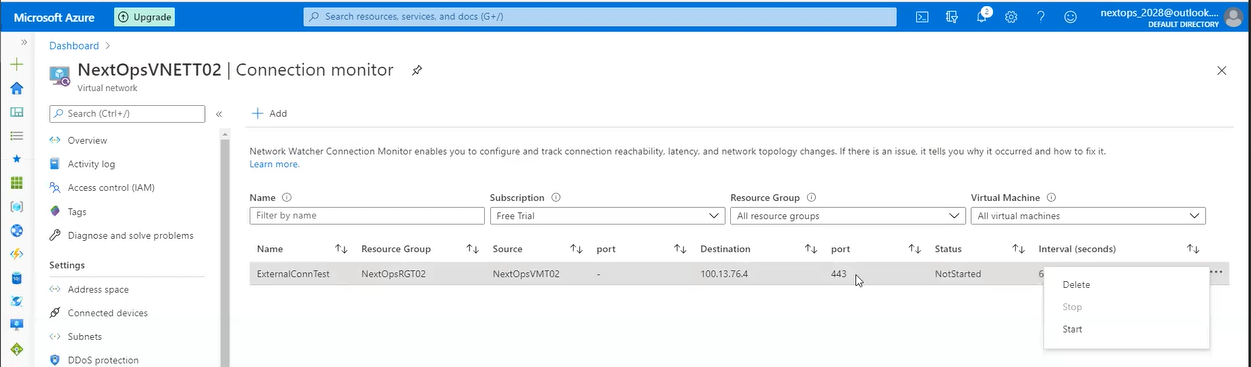 Microsoft Azure
Upgrade
Search resources, services, and docs (G+/)
2
nextops_2028@outlook....
DEFAULT DIRECTORY
Dashboard
NextOpsVNETT02 | Connection monitor
Virtual network
Search (Ctrl+/)
Overview
Activity log
Access control (IAM)
Tags
Diagnose and solve problems
Settings
Address space
Connected devices
Subnets
DDoS protection
Add
Network Watcher Connection Monitor enables you to configure and track connection reachability, latency, and network topology changes. If there is an issue, it tells you why it occurred and how to fix it.
Learn more.
Name Subscription Resource Group Virtual Machine
Filter by name Free Trial All resource groups All virtual machines
Name Resource Group Source port Destination port Status Interval (seconds)
ExternalConnTest NextOpsRGT02 NextOpsVMT02 - 100.13.76.4 443 NotStarted
Delete
Stop
Start